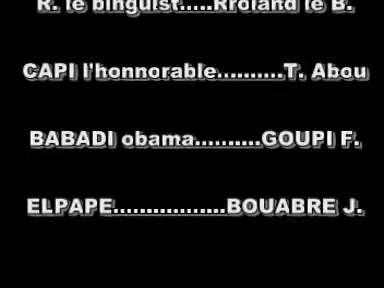 R. le binguist.....Rroland le B.
CAPI l'honnorable..........T. Abou
BABADI obama..........GOUPI F.
ELPAPE.................BOUABRE J.